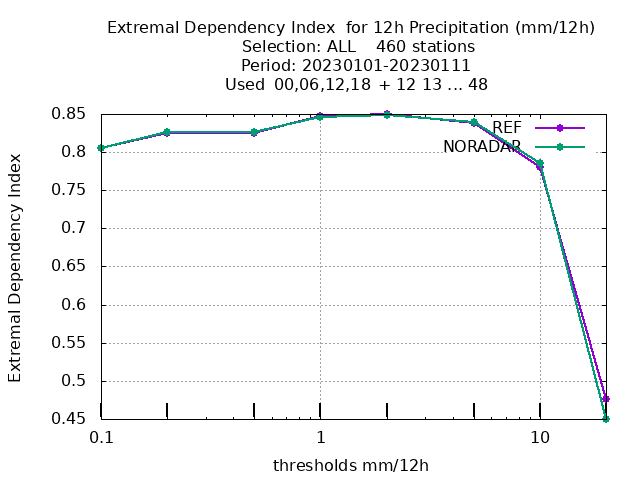 Extremal Dependency Index  for 12h Precipitation (mm/12h)
Selection: ALL    460 stations
Period: 20230101-20230111
Used  00,06,12,18  + 12 13 ... 48
REF
NORADAR
Extremal Dependency Index
0.85
0.8
0.75
0.7
0.65
0.6
0.55
0.5
0.45
0.1
1
10
thresholds mm/12h